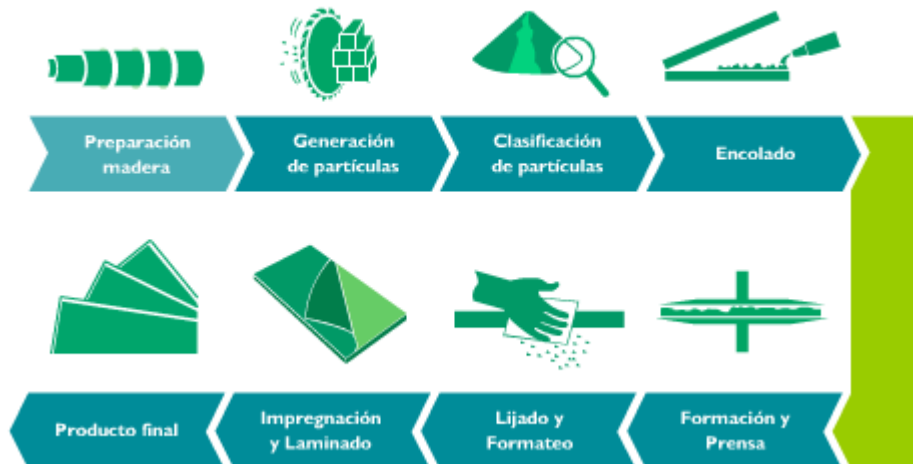 Preparación
madera
Generación
de partículas
Clasificación
de partículas
Encolado
Producto final
Impregnación
y Laminado
Lijado y
Formateo
Formación y
Prensa